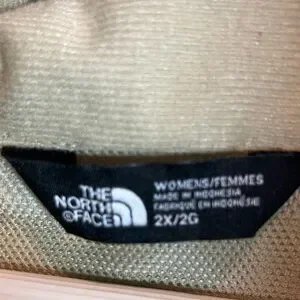 THE
NORTH
©FACE
WOMENS/FEMMES
MADE IN INDONESIA
FABRIQUÉ EN INDONÉSIE
2X/2G